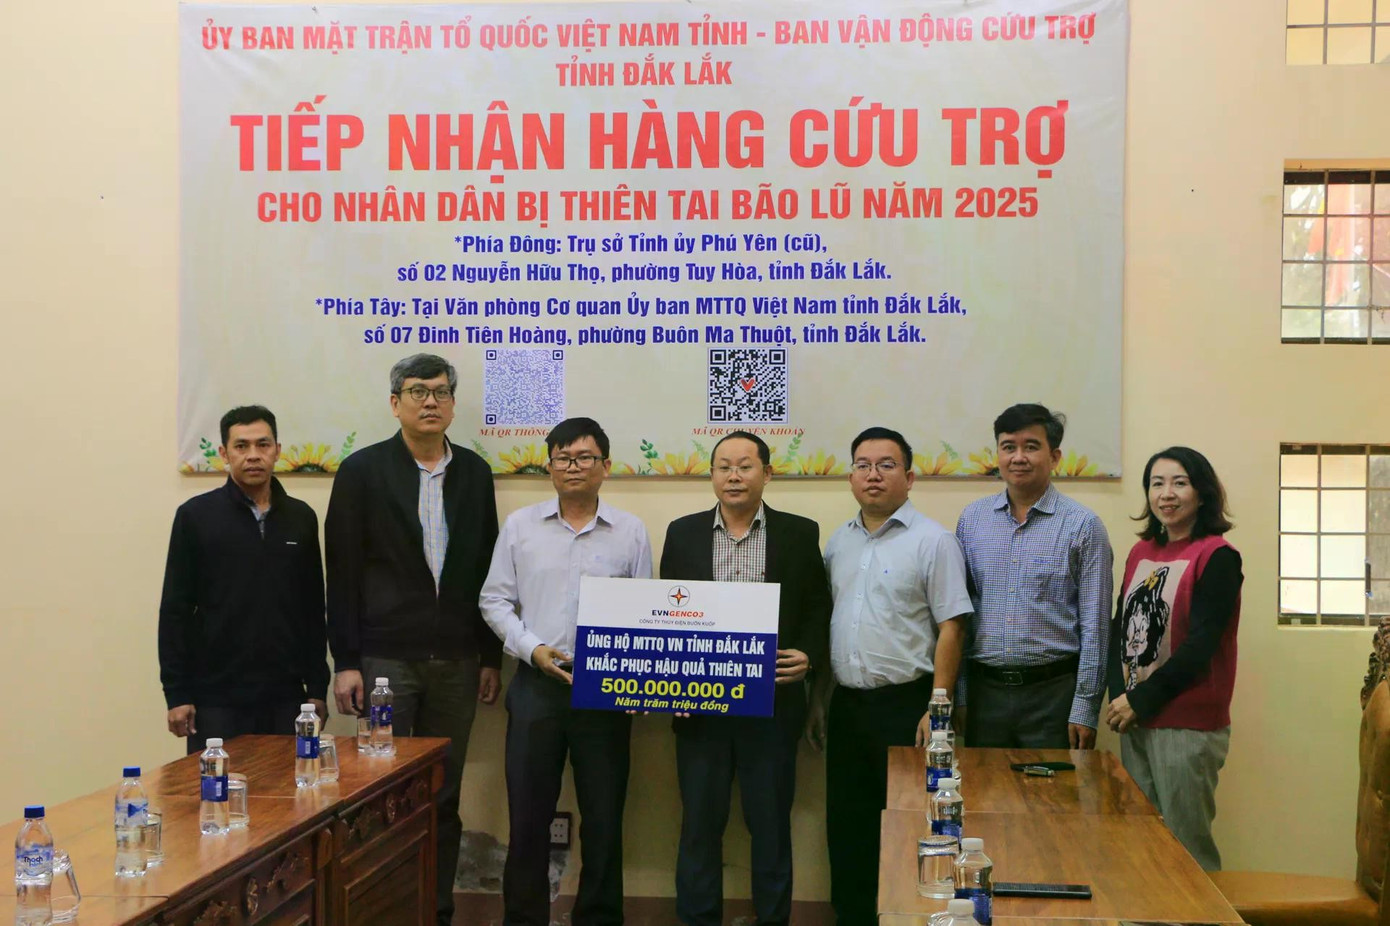 ỦY BAN MẶT TRẬN TỔ QUỐC VIỆT NAM TỈNH - BAN VẬN ĐỘNG CỨU TRỢ
TỈNH ĐẮK LẮK
TIẾP NHẬN HÀNG CỨU TRỢ
CHO NHÂN DÂN BỊ THIÊN TAI BÃO LŨ NĂM 2025
*Phía Đông: Trụ sở Tỉnh ủy Phú Yên (cũ),
số 02 Nguyễn Hữu Thọ, phường Tuy Hòa, tỉnh Đắk Lắk.
*Phía Tây: Tại Văn phòng Cơ quan Ủy ban MTTQ Việt Nam tỉnh Đắk Lắk,
số 07 Đinh Tiên Hoàng, phường Buôn Ma Thuột, tỉnh Đắk Lắk.
MÃ QR THÔNG
MÃ QR CHUYỂN KHOẢN
EVNGENCO3
CÔNG TY THỦY ĐIỆN BUÔN KUỐP
ỦNG HỘ MTTQ VN TỈNH ĐẮK LẮK
KHẮC PHỤC HẬU QUẢ THIÊN TAI
500.000.000 đ
Năm trăm triệu đồng
Thạch